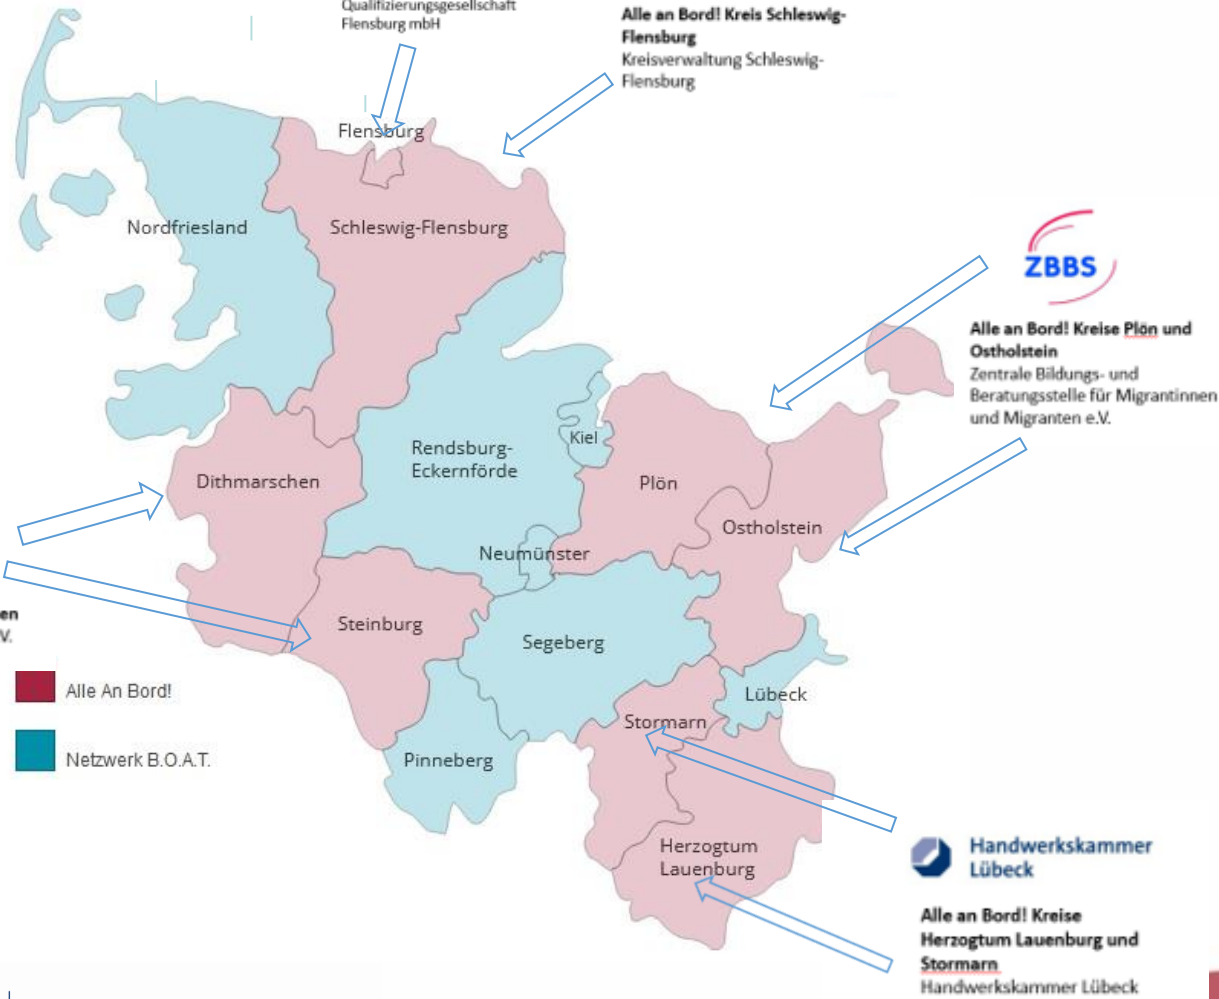 Qualifizierungsgesellschaft
Flensburg mbH
Alle an Bord! Kreis Schleswig-
Flensburg
Kreisverwaltung Schleswig-
Flensburg
Flensburg
Nordfriesland
Schleswig-Flensburg
ZBBS
Alle an Bord! Kreise Plön und
Ostholstein
Zentrale Bildungs- und
Beratungsstelle für Migrantinnen
und Migranten e.V.
Kiel
Rendsburg-
Eckernförde
Dithmarschen
Plön
Ostholstein
Neumünster
en
V.
Steinburg
Segeberg
Alle An Bord!
Lübeck
Stormarn
Netzwerk B.O.A.T.
Pinneberg
Herzogtum
Lauenburg
Handwerkskammer
Lübeck
Alle an Bord! Kreise
Herzogtum Lauenburg und
Stormarn
Handwerkskammer Lübeck